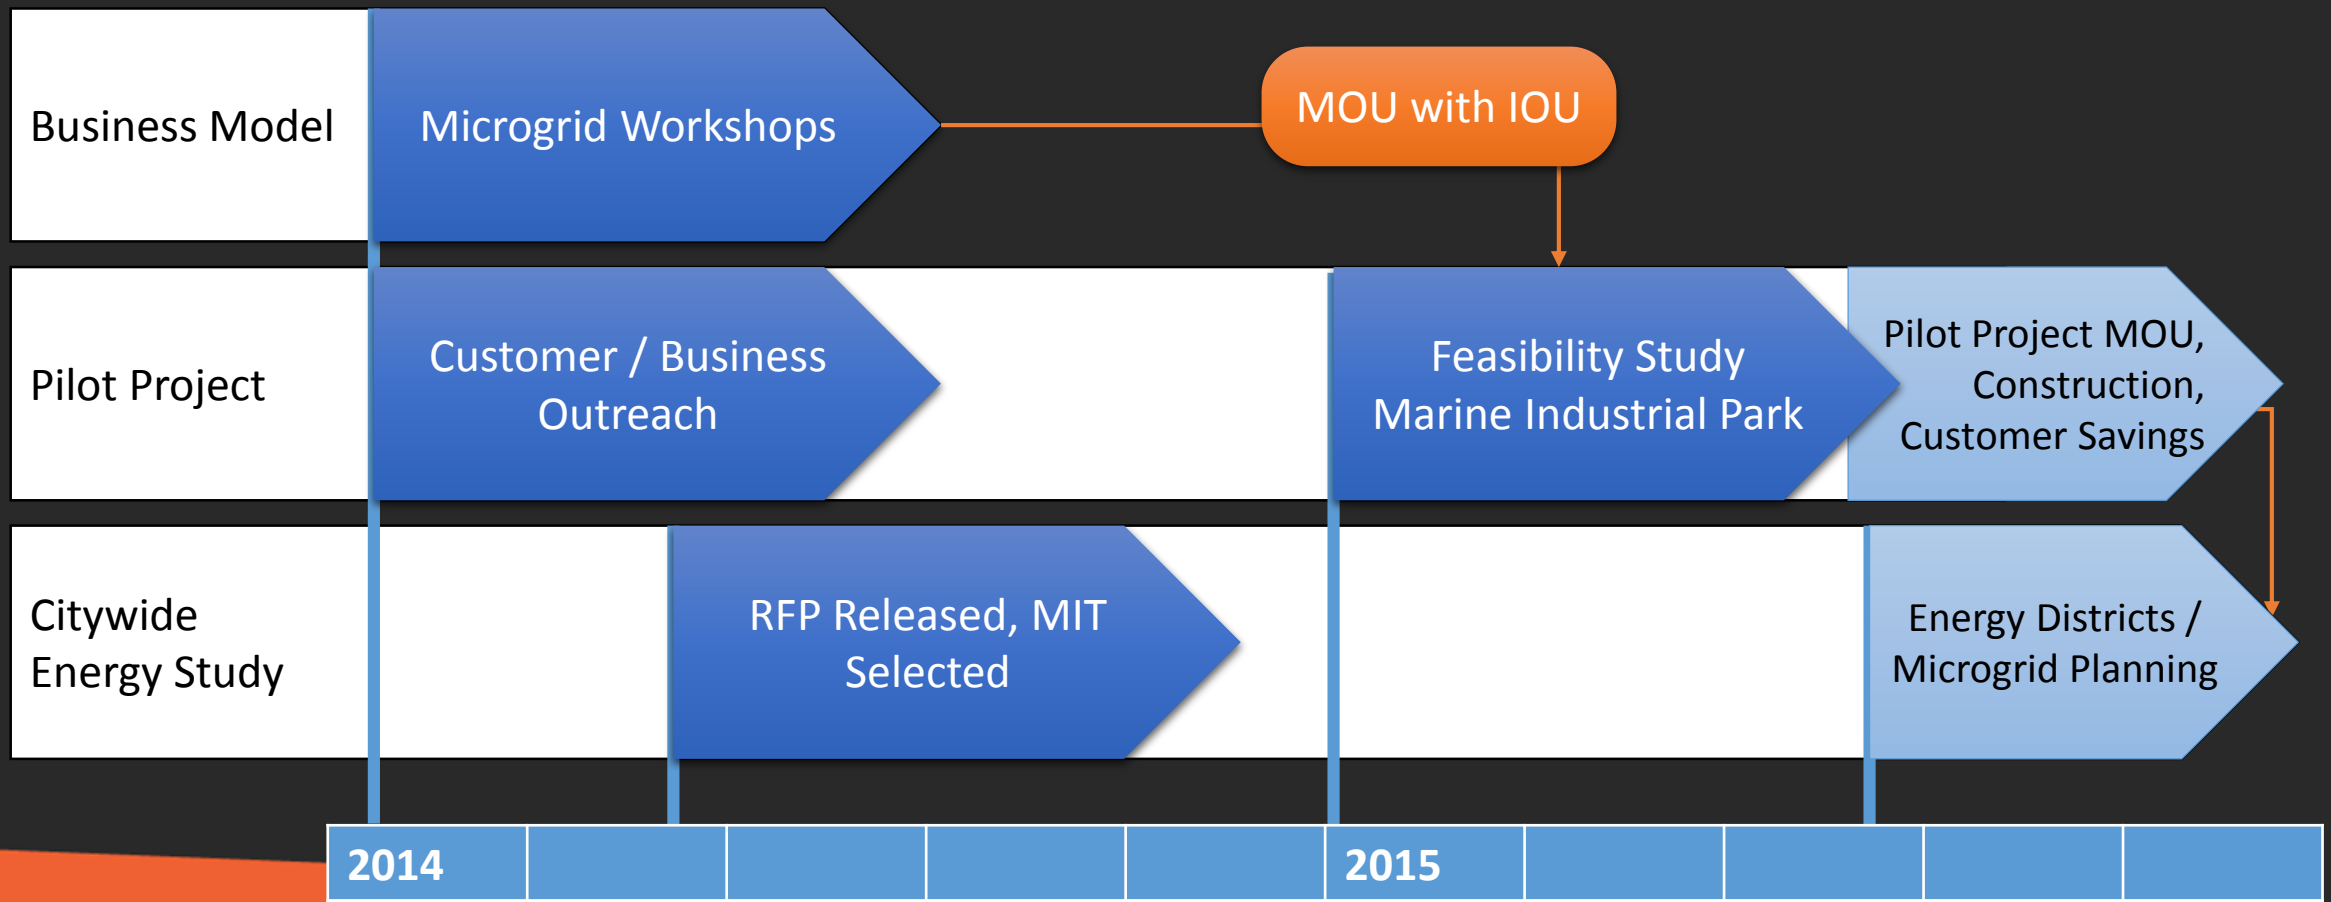 Business Model
Microgrid Workshops
MOU with IOU
Pilot Project
Customer / Business
Outreach
Feasibility Study
Marine Industrial Park
Pilot Project MOU,
Construction,
Customer Savings
Citywide
Energy Study
RFP Released, MIT
Selected
Energy Districts /
Microgrid Planning
2014
2015